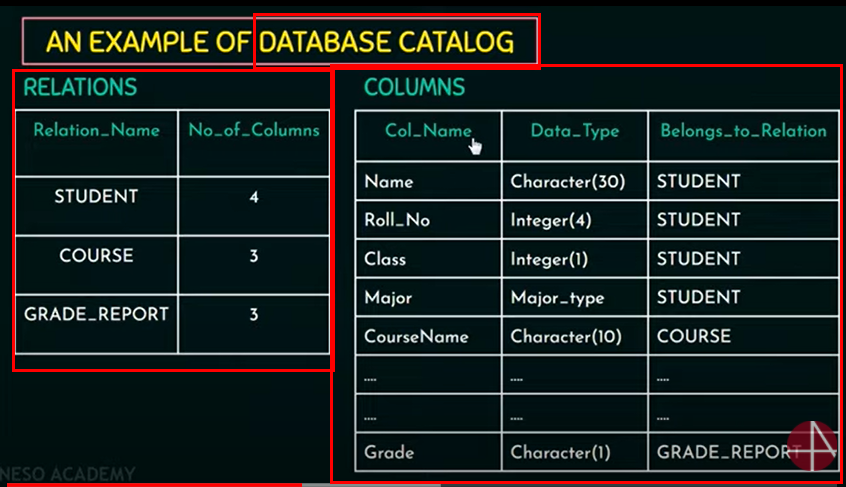 AN EXAMPLE OF DATABASE CATALOG
RELATIONS
Relation_Name No_of_Columns
STUDENT 4
COURSE 3
GRADE_REPORT 3
COLUMNS
Col_Name Data_Type Belongs_to_Relation
Name Character(30) STUDENT
Roll_No Integer(4) STUDENT
Class Integer(1) STUDENT
Major Major_type STUDENT
CourseName Character(10) COURSE
.... .... ....
.... .... ....
Grade Character(1) GRADE_REPORT
NESO ACADEMY